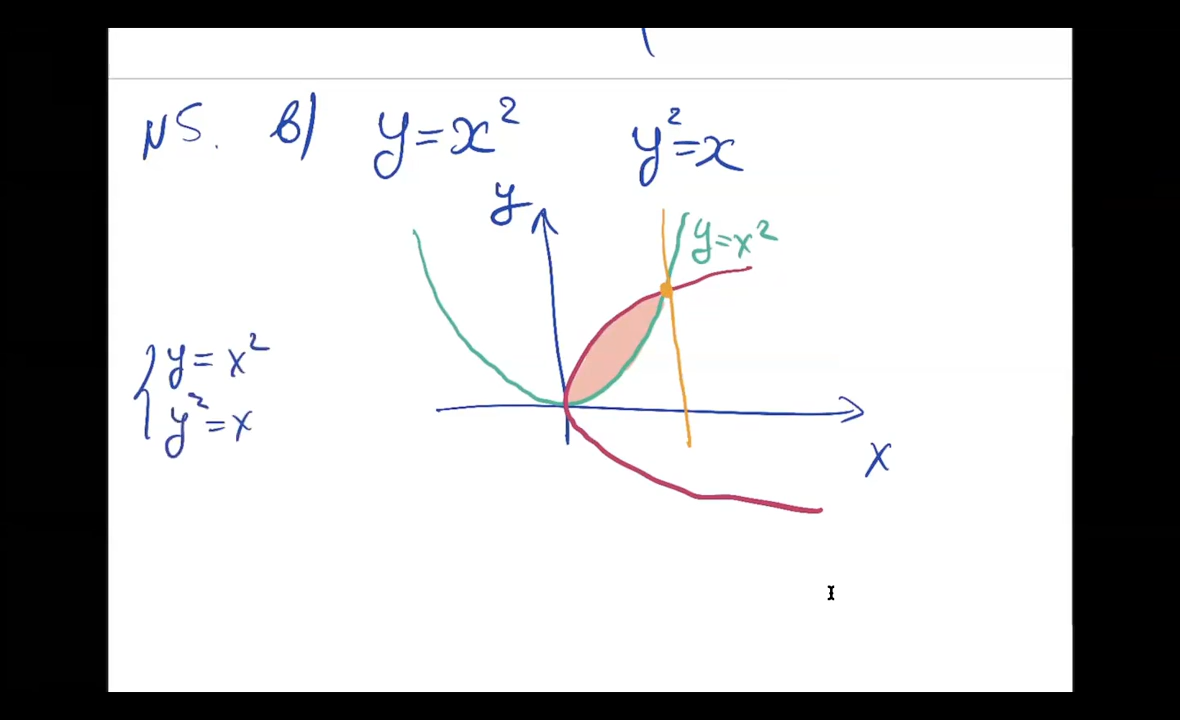 N5. в) y=x² y²=x
y
y=x²
y=x²
y²=x
x